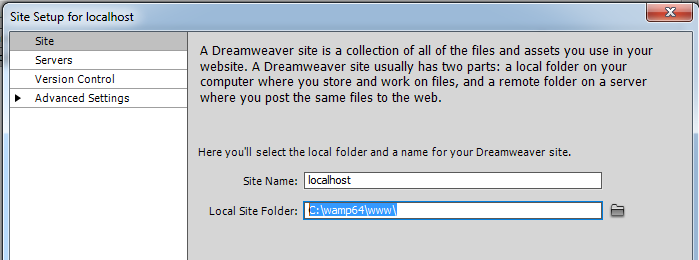 Site Setup for localhost
Site
Servers
Version Control
Advanced Settings
A Dreamweaver site is a collection of all of the files and assets you use in your
website. A Dreamweaver site usually has two parts: a local folder on your
computer where you store and work on files, and a remote folder on a server
where you post the same files to the web.
Here you'll select the local folder and a name for your Dreamweaver site.
Site Name: localhost
Local Site Folder: C:\wamp64\www\